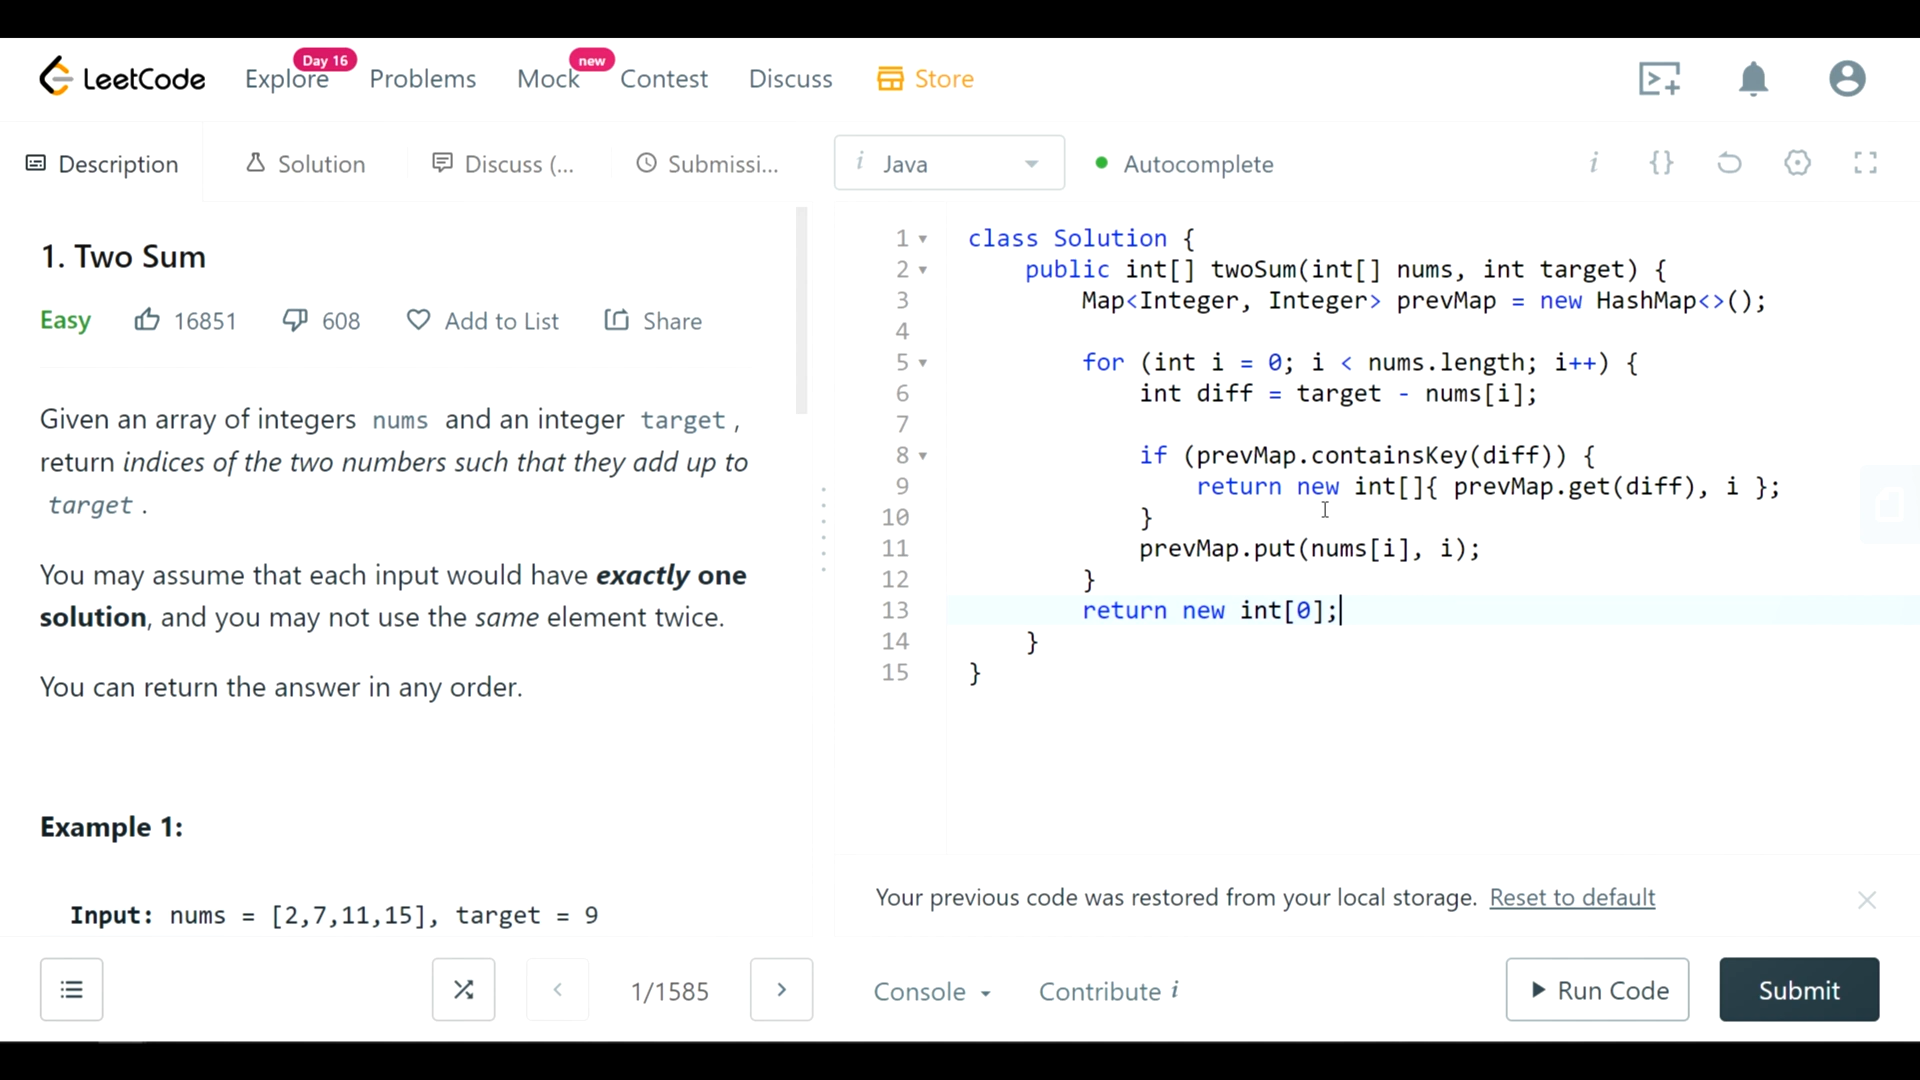 LeetCode
Explore Day 16 Problems Mock new Contest Discuss Store
Description Solution Discuss (... Submissi...
i Java Autocomplete i {}
1. Two Sum
Easy 16851 608 Add to List Share
Given an array of integers nums and an integer target ,
return indices of the two numbers such that they add up to
target .
You may assume that each input would have exactly one
solution, and you may not use the same element twice.
You can return the answer in any order.
Example 1:
Input: nums = [2,7,11,15], target = 9
1/1585
1 class Solution {
2 public int[] twoSum(int[] nums, int target) {
3 Map<Integer, Integer> prevMap = new HashMap<>();
4
5 for (int i = 0; i < nums.length; i++) {
6 int diff = target - nums[i];
7
8 if (prevMap.containsKey(diff)) {
9 return new int[]{ prevMap.get(diff), i };
10 }
11 prevMap.put(nums[i], i);
12 }
13 return new int[0];
14 }
15 }
Your previous code was restored from your local storage. Reset to default
Console Contribute i Run Code Submit